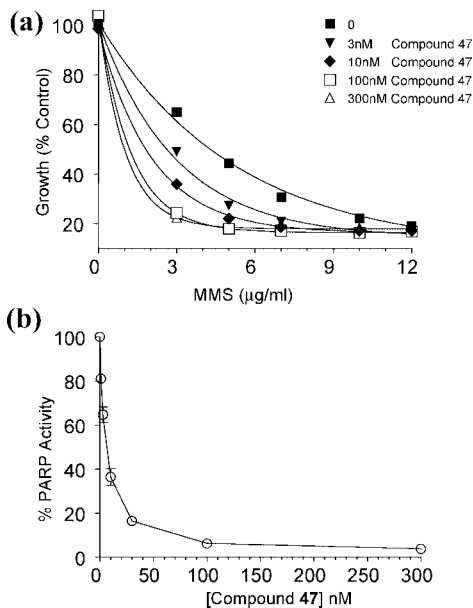 (a)
0
3nM Compound 47
10nM Compound 47
100nM Compound 47
300nM Compound 47
Growth (% Control)
100
80
60
40
20
0
3
6
9
12
MMS (µg/ml)
(b)
% PARP Activity
100
80
60
40
20
0
0
50
100
150
200
250
300
[Compound 47] nM